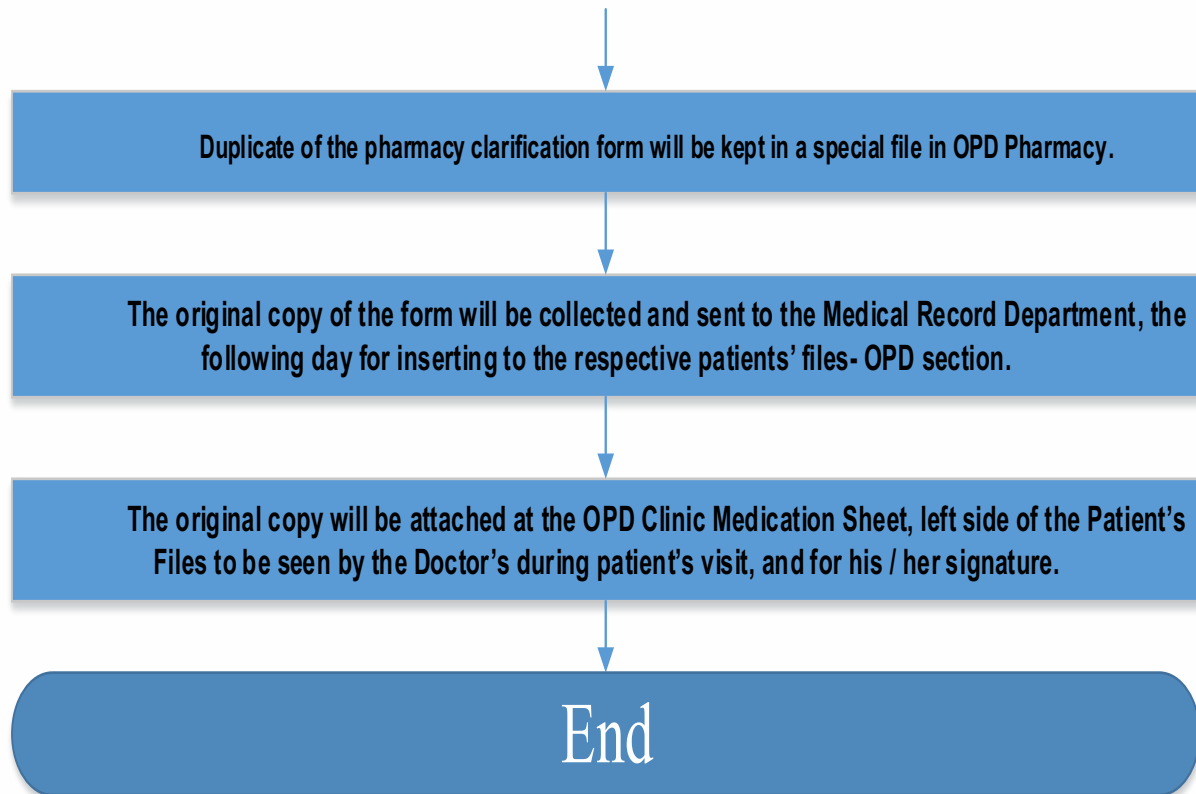 Duplicate of the pharmacy clarification form will be kept in a special file in OPD Pharmacy.
The original copy of the form will be collected and sent to the Medical Record Department, the
following day for inserting to the respective patients’ files- OPD section.
The original copy will be attached at the OPD Clinic Medication Sheet, left side of the Patient’s
Files to be seen by the Doctor’s during patient’s visit, and for his / her signature.
End